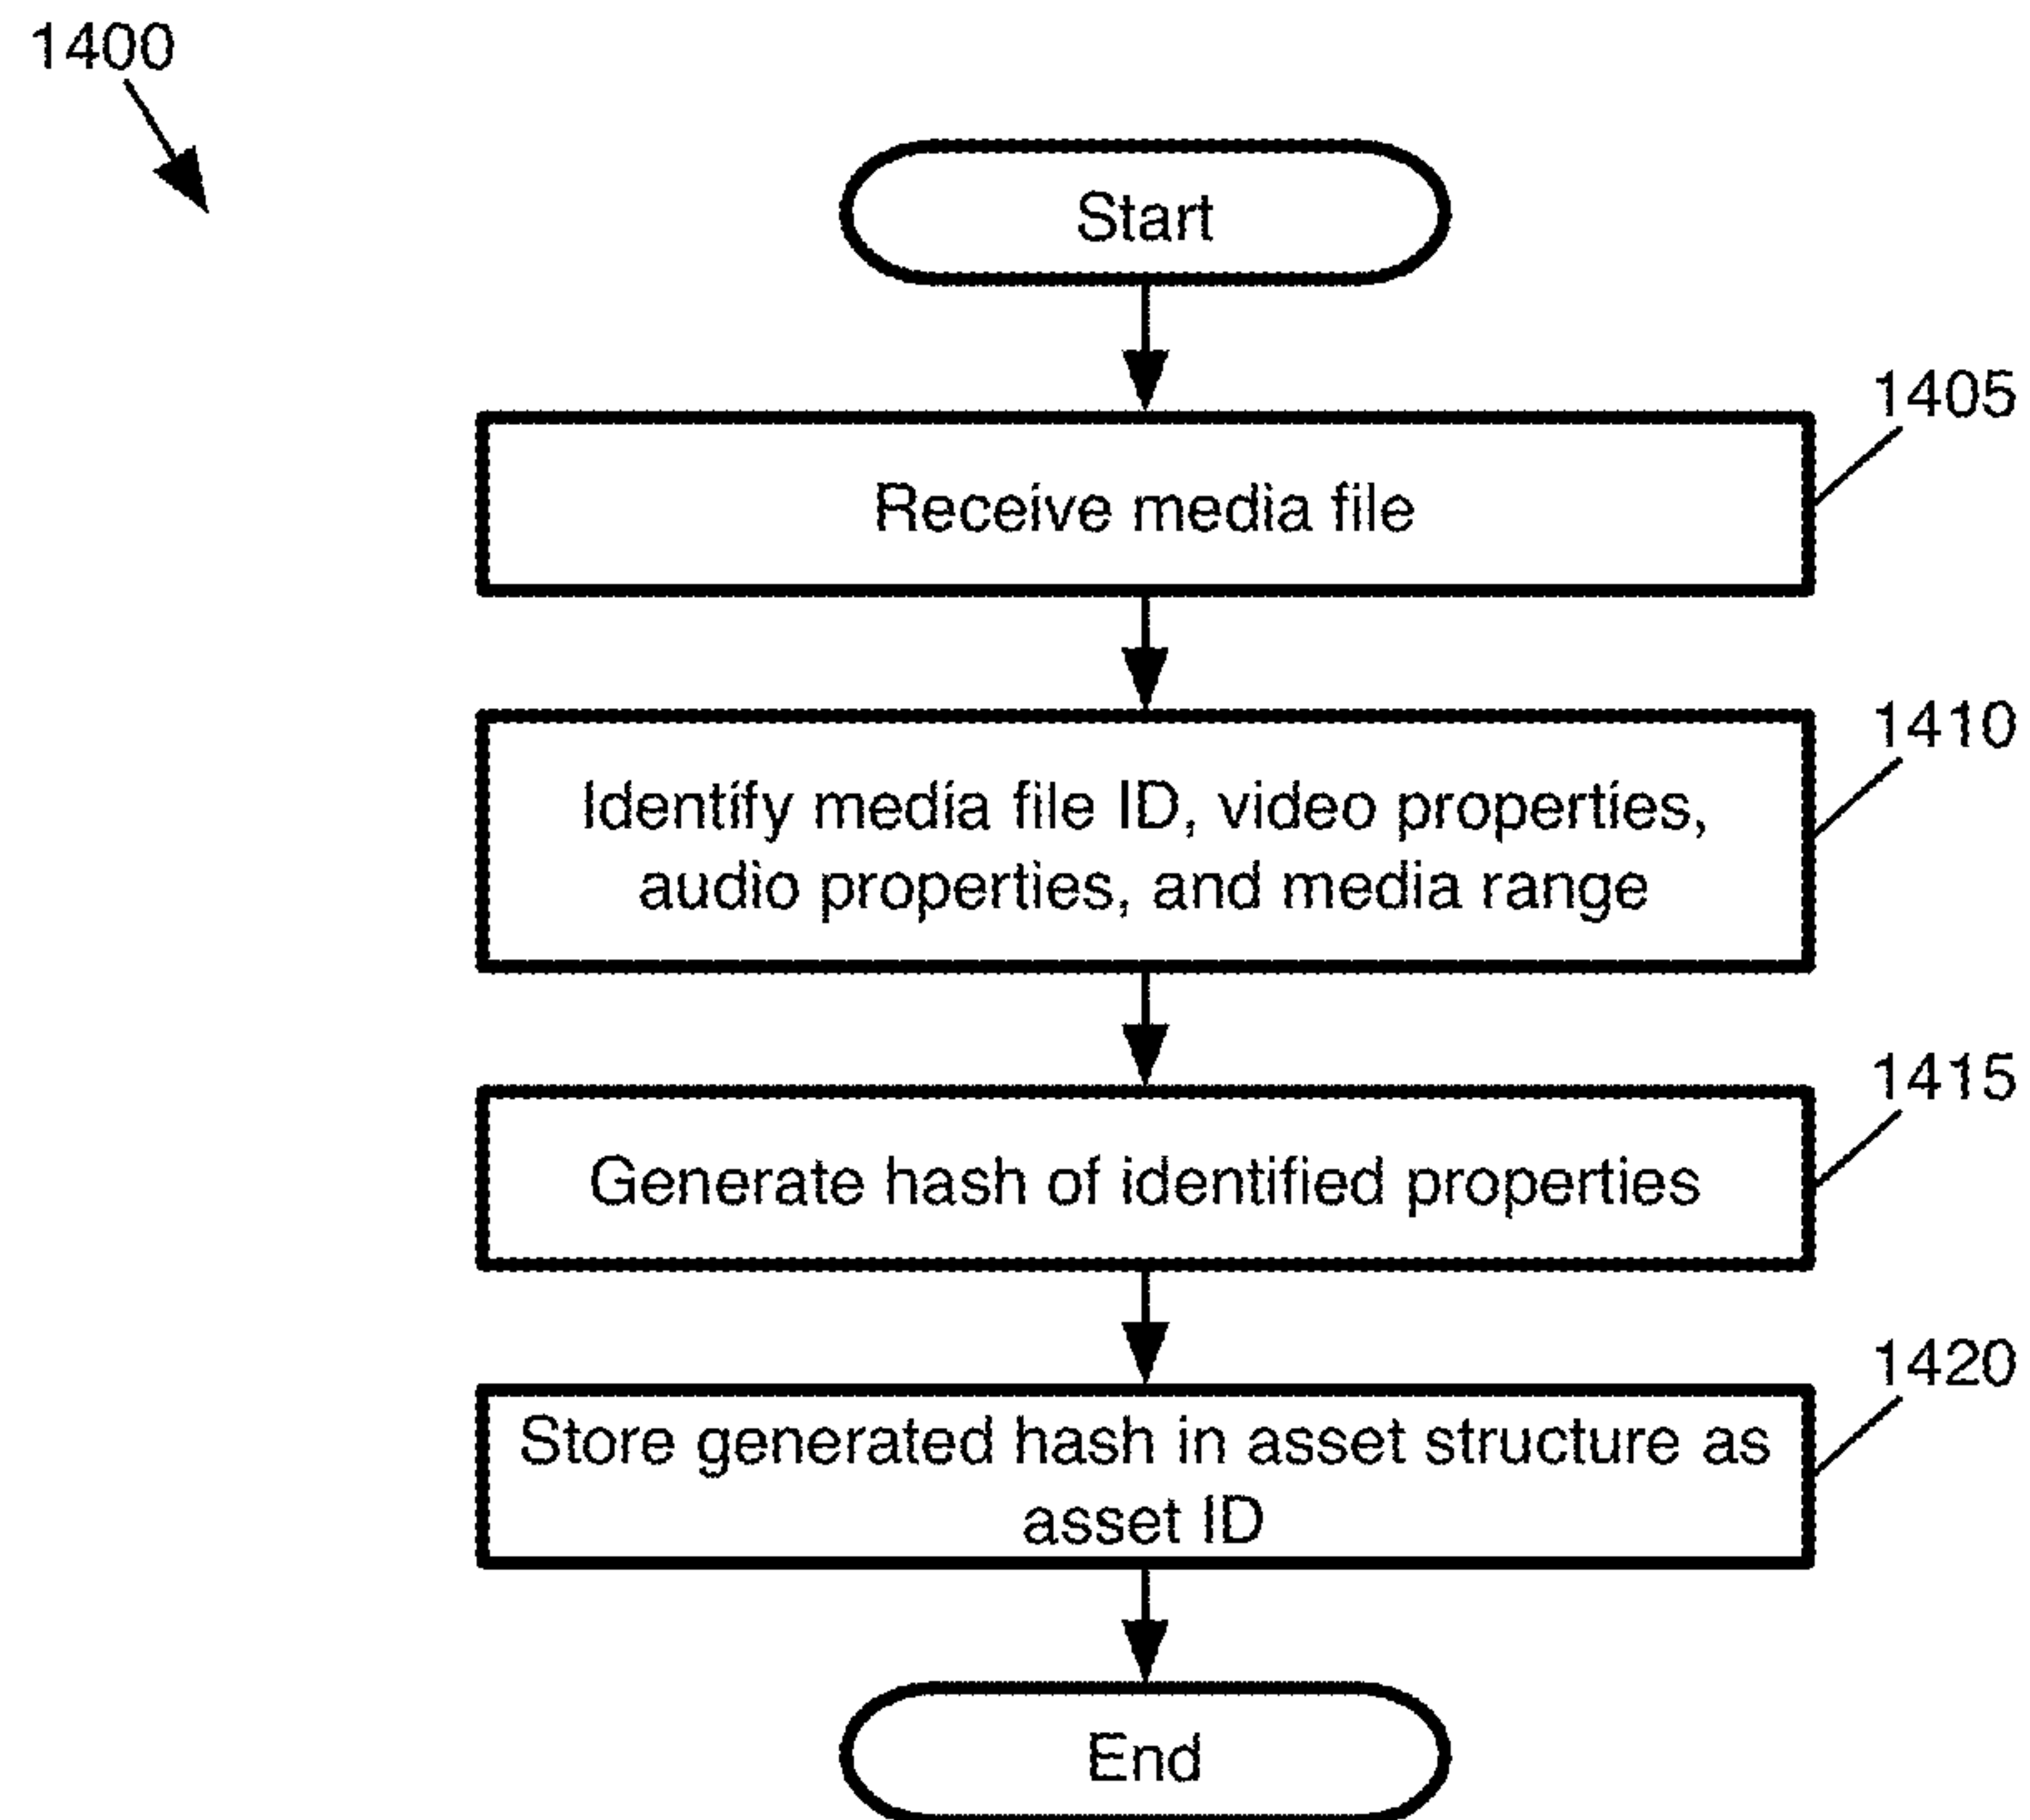 1400
Start
1405
Receive media file
1410
Identify media file ID, video properties,
audio properties, and media range
1415
Generate hash of identified properties
1420
Store generated hash in asset structure as
asset ID
End